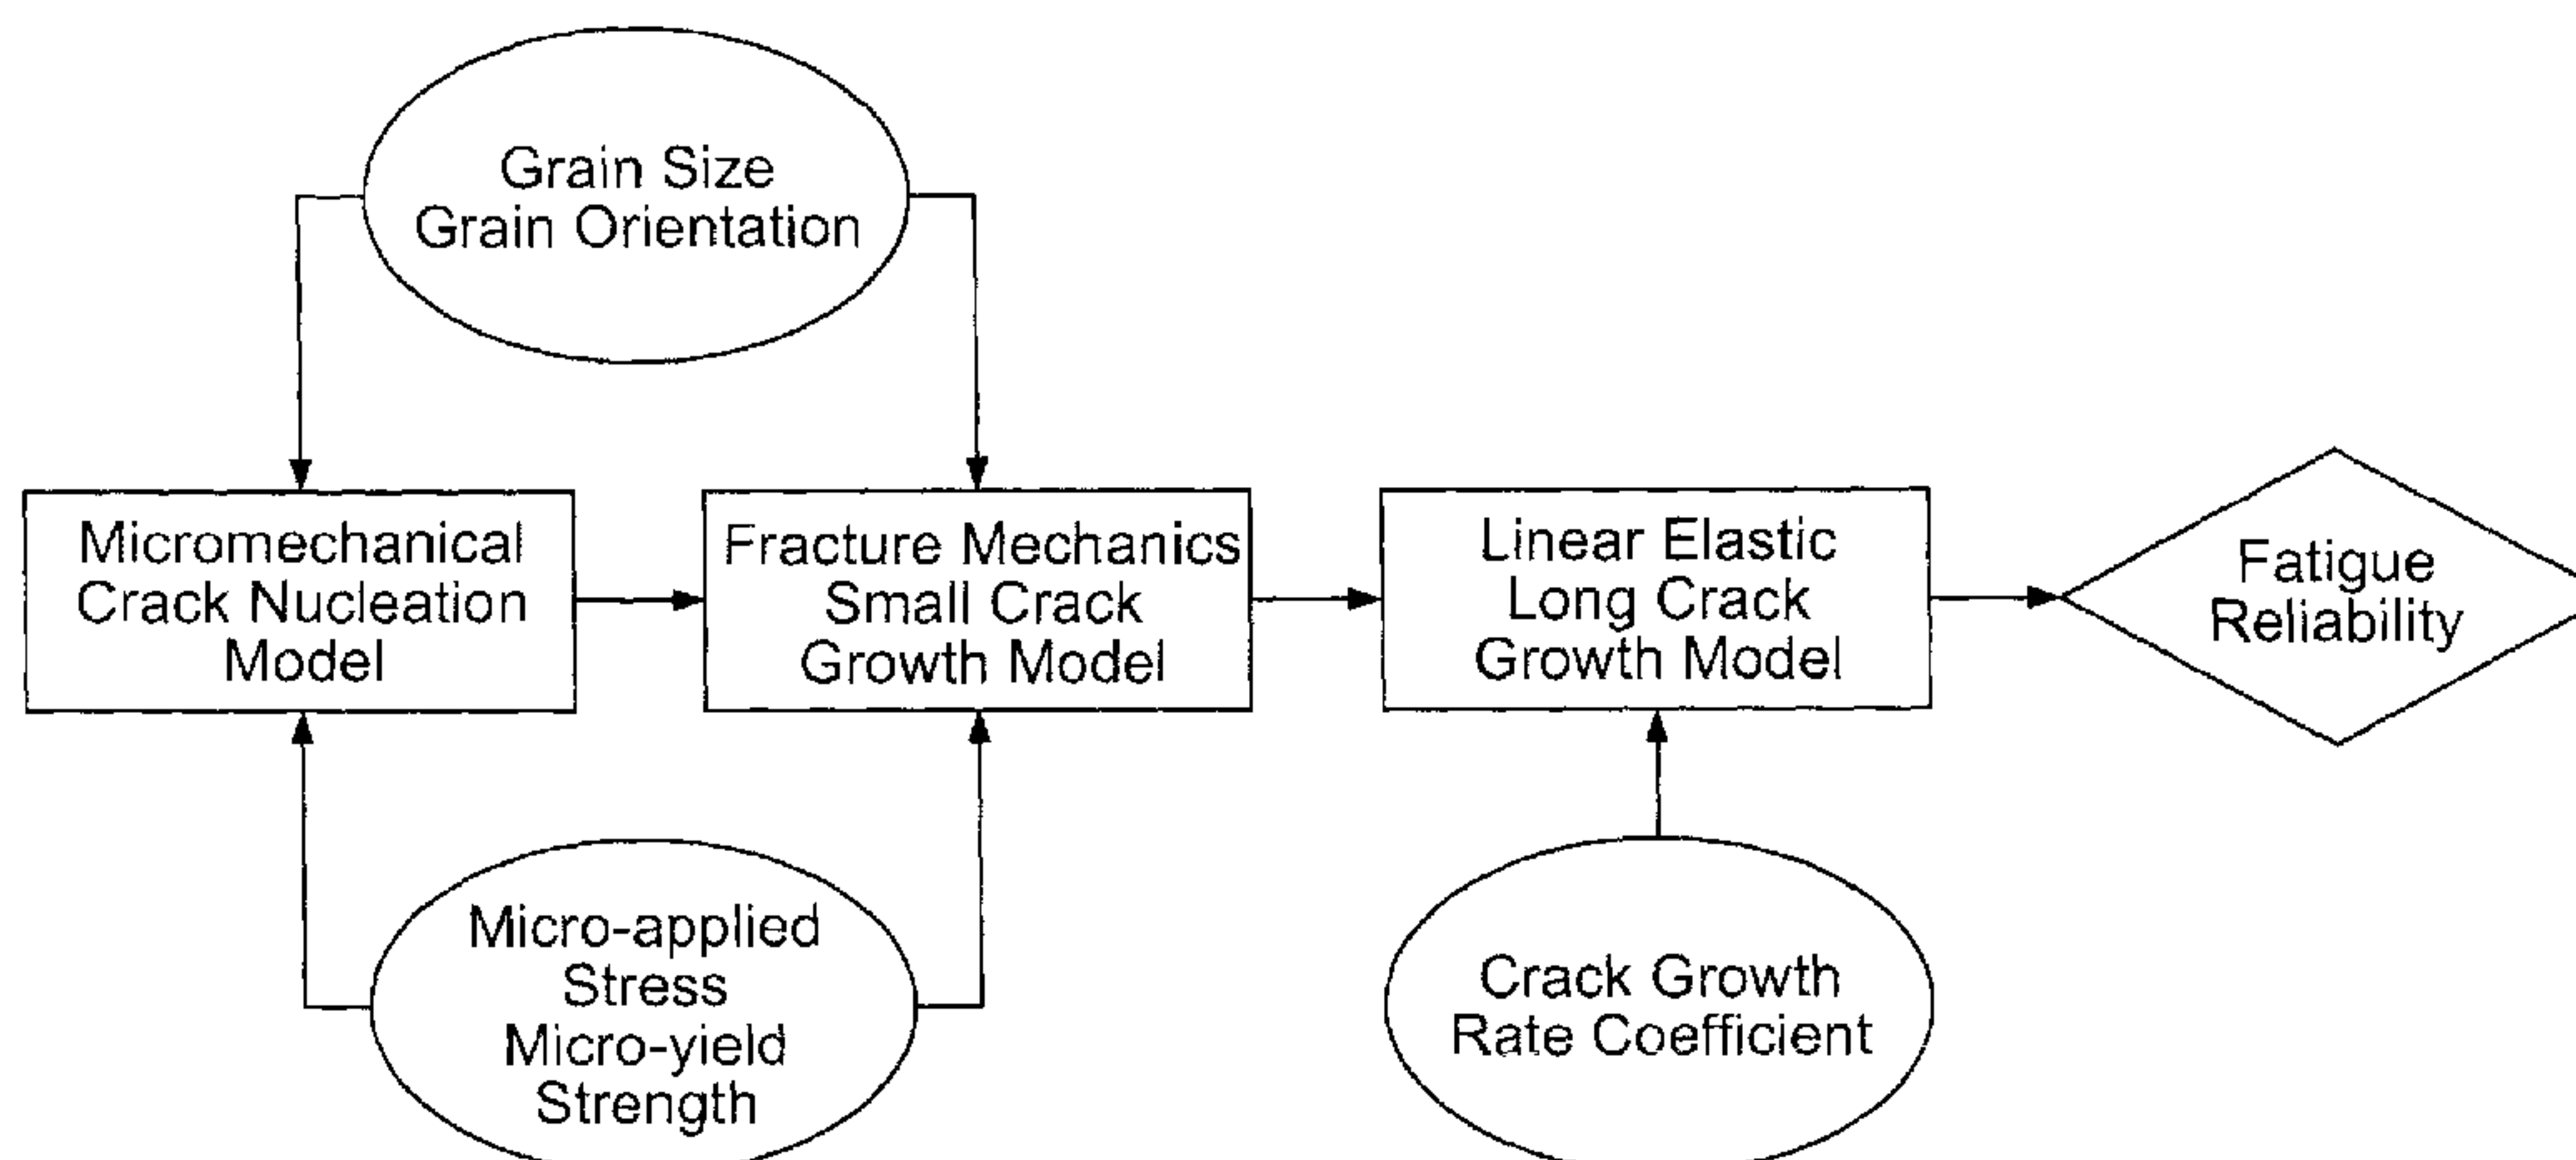 Grain Size
Grain Orientation
Micromechanical
Crack Nucleation
Model
Fracture Mechanics
Small Crack
Growth Model
Linear Elastic
Long Crack
Growth Model
Fatigue
Reliability
Micro-applied
Stress
Micro-yield
Strength
Crack Growth
Rate Coefficient